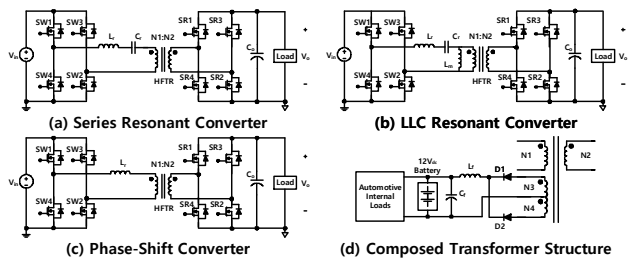 SW1
SW3
SR1
SR3
Lr
Cr
N1:N2
Vin
Co
Load
Vo
+
-
SW4
SW2
HFTR
SR4
SR2
(a) Series Resonant Converter
SW1
SW3
SR1
SR3
Lr
Cr
N1:N2
Vin
Lm
Co
Load
Vo
+
-
SW4
SW2
HFTR
SR4
SR2
(b) LLC Resonant Converter
SW1
SW3
SR1
SR3
Lr
N1:N2
Vin
Co
Load
Vo
+
-
SW4
SW2
HFTR
SR4
SR2
(c) Phase-Shift Converter
N1
N2
12Vdc
Battery
Lf
D1
N3
Automotive
Internal
Loads
Cf
N4
D2
(d) Composed Transformer Structure